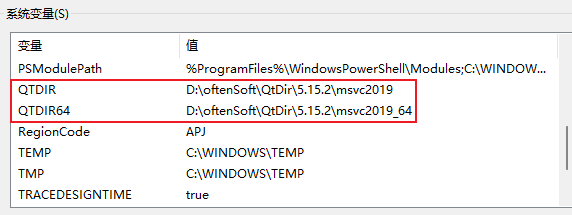 系统变量(S)
变量 值
PSModulePath %ProgramFiles%\WindowsPowerShell\Modules;C:\WINDOW...
QTDIR D:\oftenSoft\QtDir\5.15.2\msvc2019
QTDIR64 D:\oftenSoft\QtDir\5.15.2\msvc2019_64
RegionCode APJ
TEMP C:\WINDOWS\TEMP
TMP C:\WINDOWS\TEMP
TRACEDESIGNTIME true